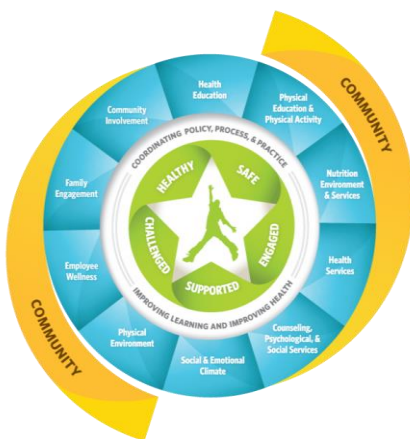 COMMUNITY
Health
Education
Physical
Education &
Physical Activity
Nutrition
Environment
& Services
Health
Services
Counseling,
Psychological, &
Social Services
Social & Emotional
Climate
Physical
Environment
Employee
Wellness
Family
Engagement
Community
Involvement
COORDINATING POLICY, PROCESS, & PRACTICE
IMPROVING LEARNING AND IMPROVING HEALTH
HEALTHY
SAFE
ENGAGED
SUPPORTED
CHALLENGED
COMMUNITY